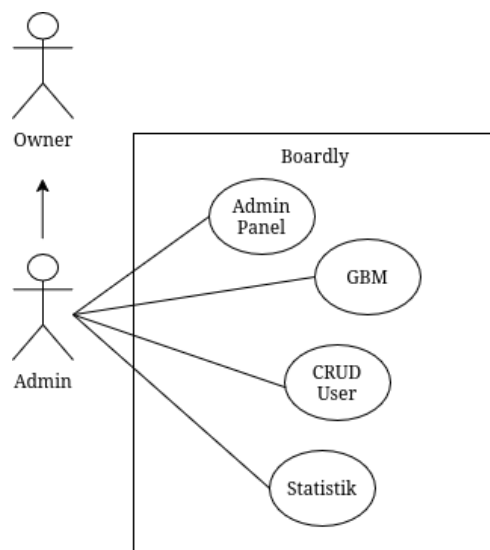 Owner
Boardly
Admin
Panel
GBM
Admin
CRUD
User
Statistik